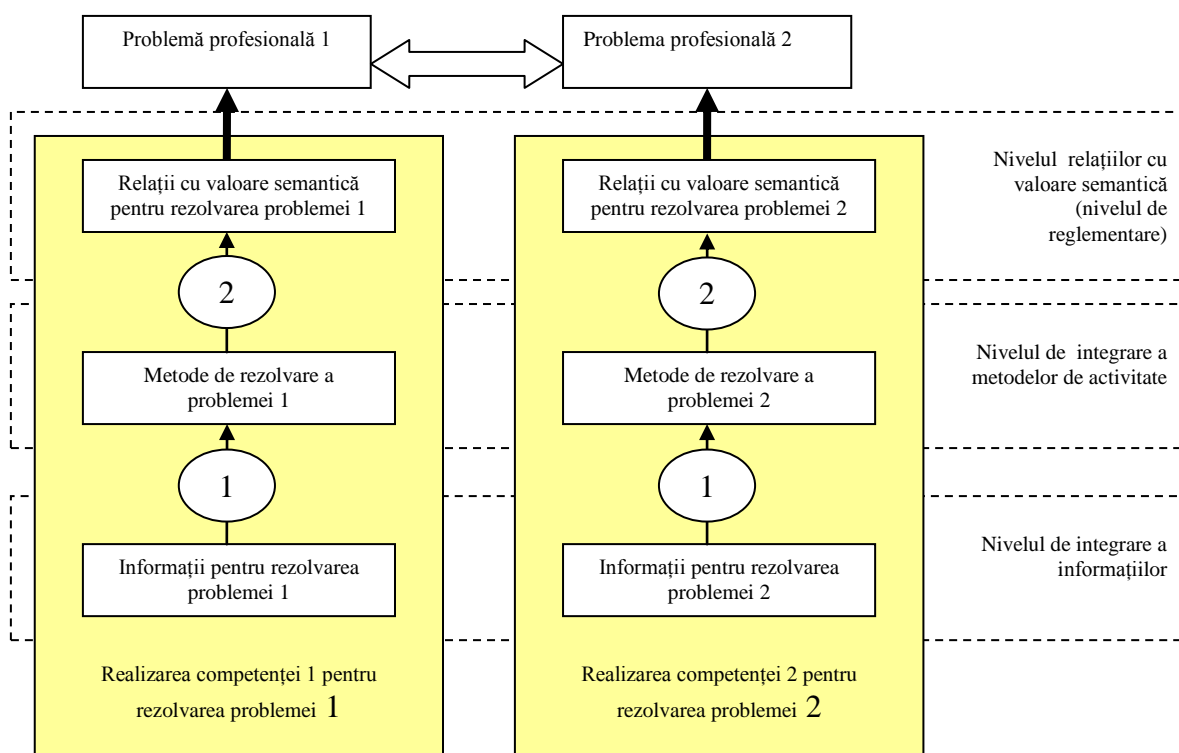 Problemă profesională 1
Problema profesională 2
Relații cu valoare semantică
pentru rezolvarea problemei 1
Relații cu valoare semantică
pentru rezolvarea problemei 2
Nivelul relațiilor cu
valoare semantică
(nivelul de
reglementare)
2
2
Metode de rezolvare a
problemei 1
Metode de rezolvare a
problemei 2
Nivelul de integrare a
metodelor de activitate
1
1
Informații pentru rezolvarea
problemei 1
Informații pentru rezolvarea
problemei 2
Nivelul de integrare a
informațiilor
Realizarea competenței 1 pentru
rezolvarea problemei 1
Realizarea competenței 2 pentru
rezolvarea problemei 2